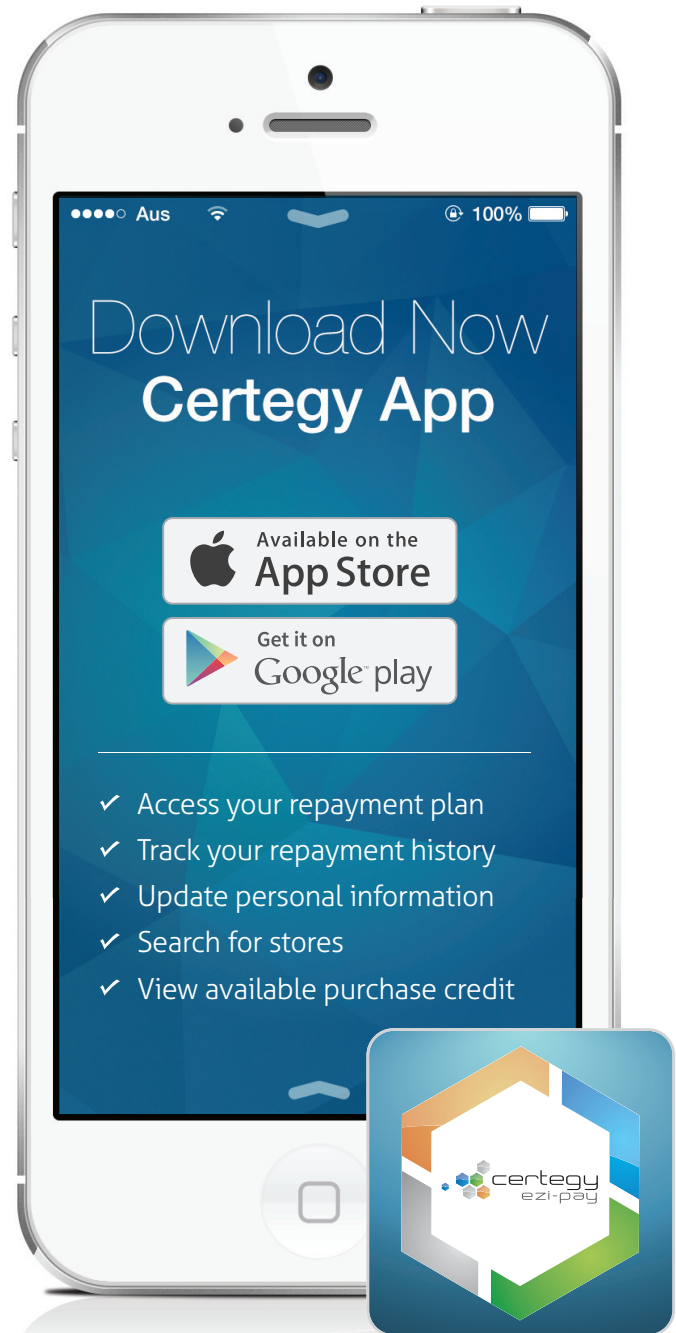 Aus 100%
Download Now
Certegy App
Available on the
App Store
Get it on
Google™ play
✓ Access your repayment plan
✓ Track your repayment history
✓ Update personal information
✓ Search for stores
✓ View available purchase credit
certegy
ezi-pay